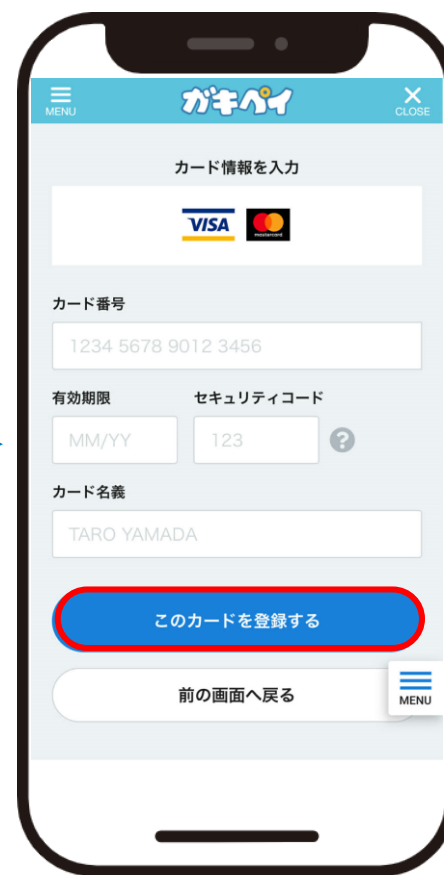 MENU
ガキペイ
CLOSE
カード情報を入力
VISA
mastercard
カード番号
1234 5678 9012 3456
有効期限 セキュリティコード
MM/YY 123 ?
カード名義
TARO YAMADA
このカードを登録する
前の画面へ戻る
MENU